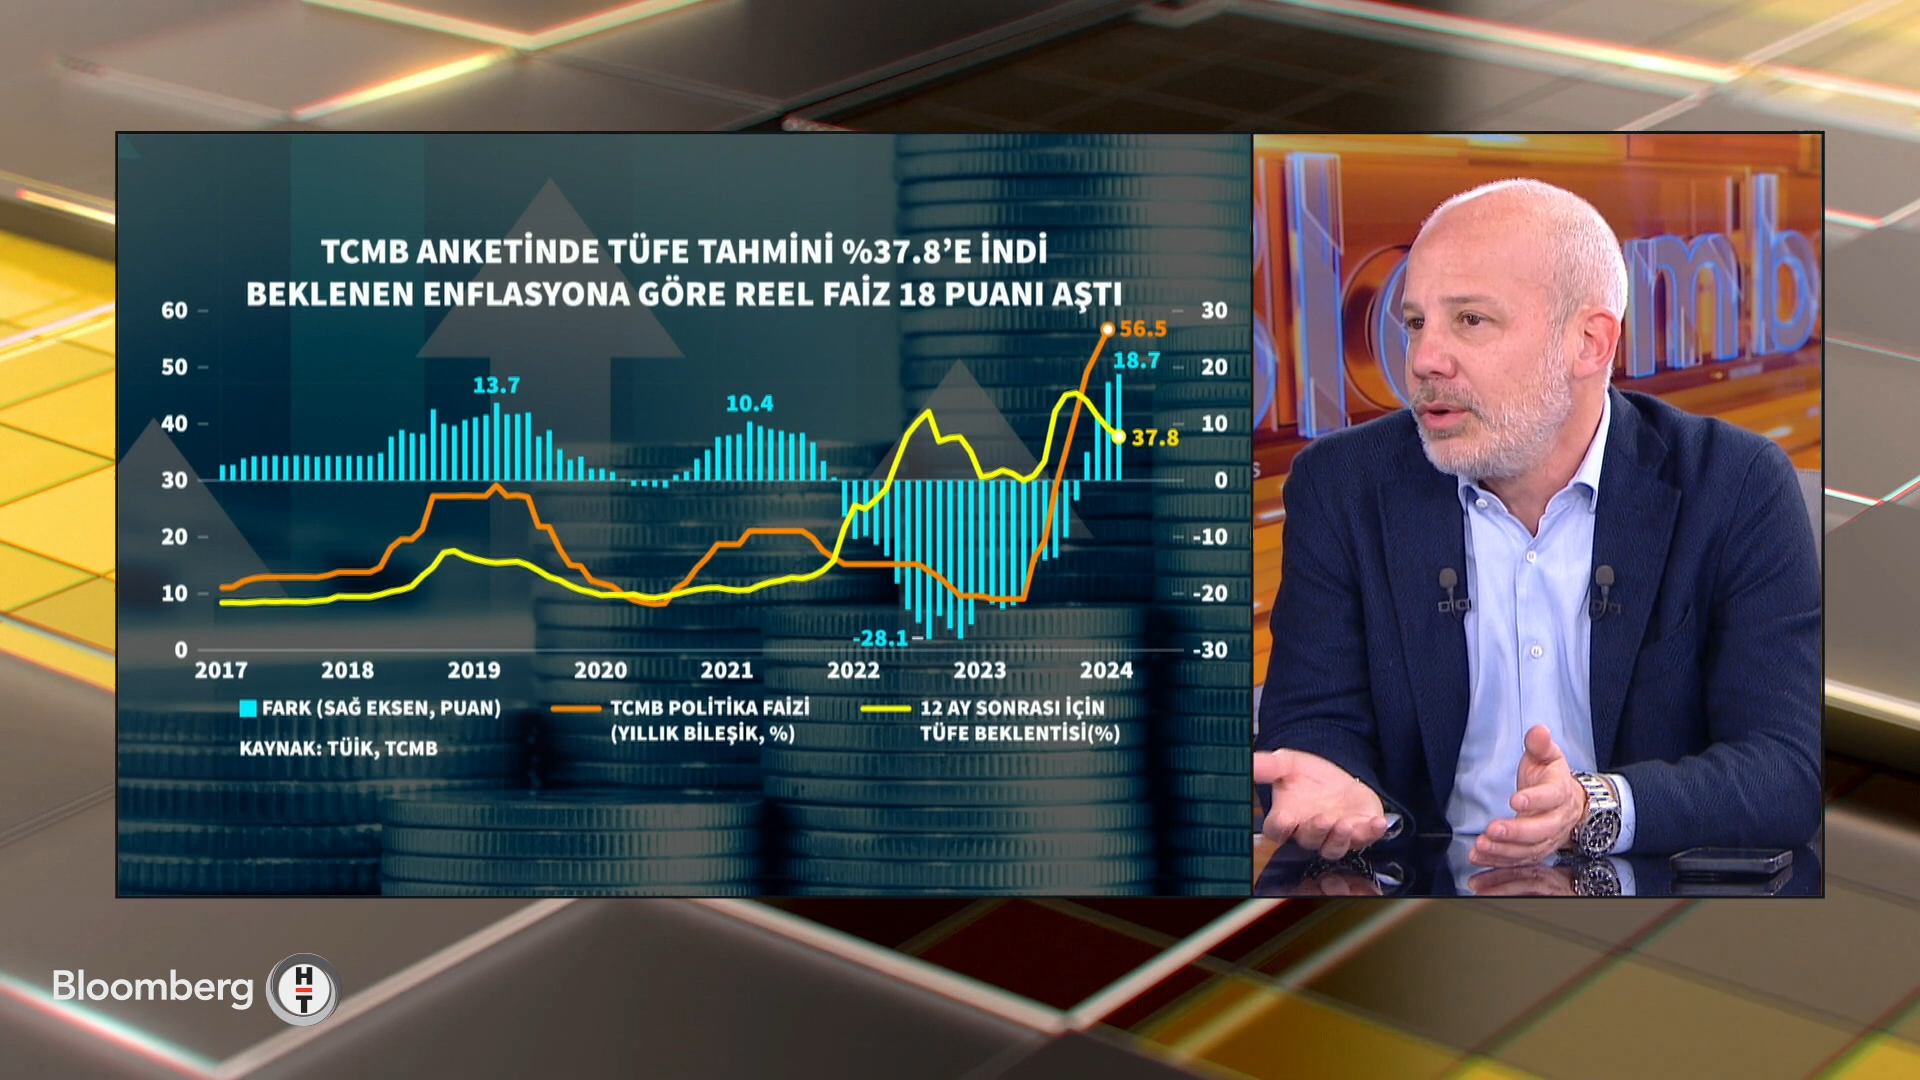 TCMB ANKETİNDE TÜFE TAHMİNİ %37.8'E İNDİ
BEKLENEN ENFLASYONA GÖRE REEL FAİZ 18 PUANI AŞTI
60
50
40
30
20
10
0
30
20
10
0
-10
-20
-30
13.7
10.4
-28.1
56.5
18.7
37.8
2017 2018 2019 2020 2021 2022 2023 2024
FARK (SAĞ EKSEN, PUAN)
TCMB POLİTİKA FAİZİ
(YILLIK BİLEŞİK, %)
12 AY SONRASI İÇİN
TÜFE BEKLENTİSİ(%)
KAYNAK: TÜİK, TCMB
Bloomberg HT